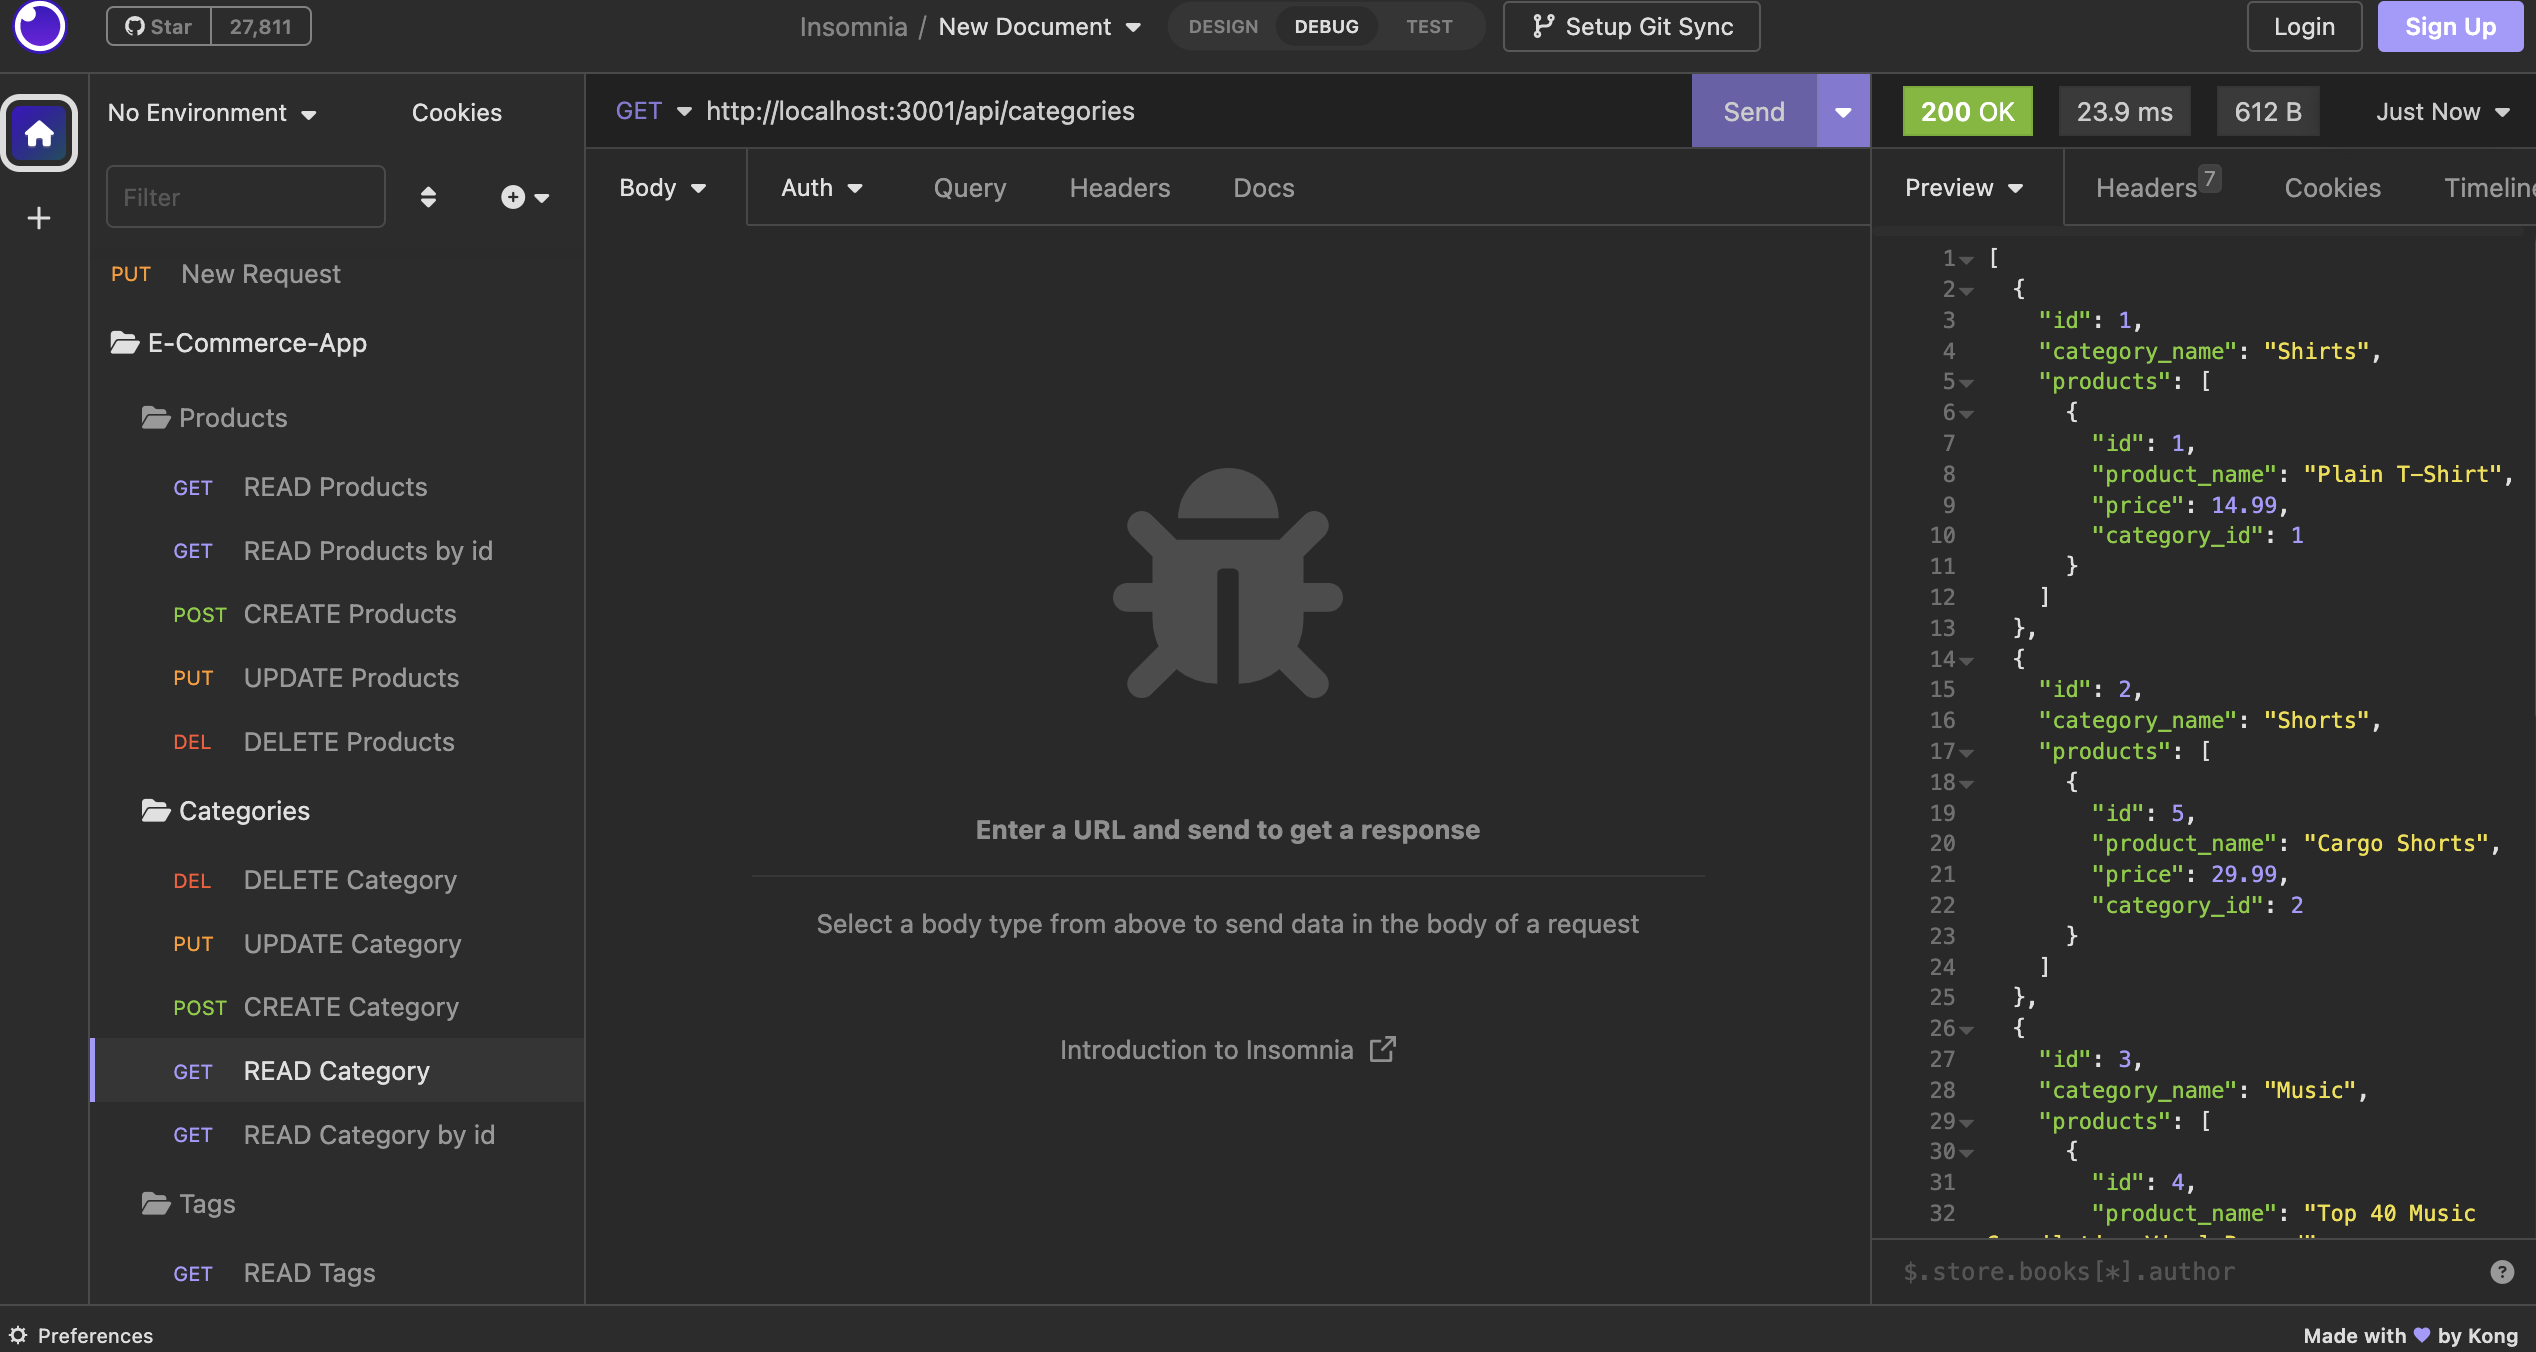 Star 27,811
Insomnia / New Document
DESIGN DEBUG TEST
Setup Git Sync
Login
Sign Up
No Environment
Cookies
Filter
PUT New Request
E-Commerce-App
Products
GET READ Products
GET READ Products by id
POST CREATE Products
PUT UPDATE Products
DEL DELETE Products
Categories
DEL DELETE Category
PUT UPDATE Category
POST CREATE Category
GET READ Category
GET READ Category by id
Tags
GET READ Tags
GET http://localhost:3001/api/categories
Send
Body Auth Query Headers Docs
Enter a URL and send to get a response
Select a body type from above to send data in the body of a request
Introduction to Insomnia
200 OK 23.9 ms 612 B Just Now
Preview Headers 7 Cookies Timeline
1 [
2 {
3 "id": 1,
4 "category_name": "Shirts",
5 "products": [
6 {
7 "id": 1,
8 "product_name": "Plain T-Shirt",
9 "price": 14.99,
10 "category_id": 1
11 }
12 ]
13 },
14 {
15 "id": 2,
16 "category_name": "Shorts",
17 "products": [
18 {
19 "id": 5,
20 "product_name": "Cargo Shorts",
21 "price": 29.99,
22 "category_id": 2
23 }
24 ]
25 },
26 {
27 "id": 3,
28 "category_name": "Music",
29 "products": [
30 {
31 "id": 4,
32 "product_name": "Top 40 Music
$.store.books[*].author
Preferences
Made with by Kong